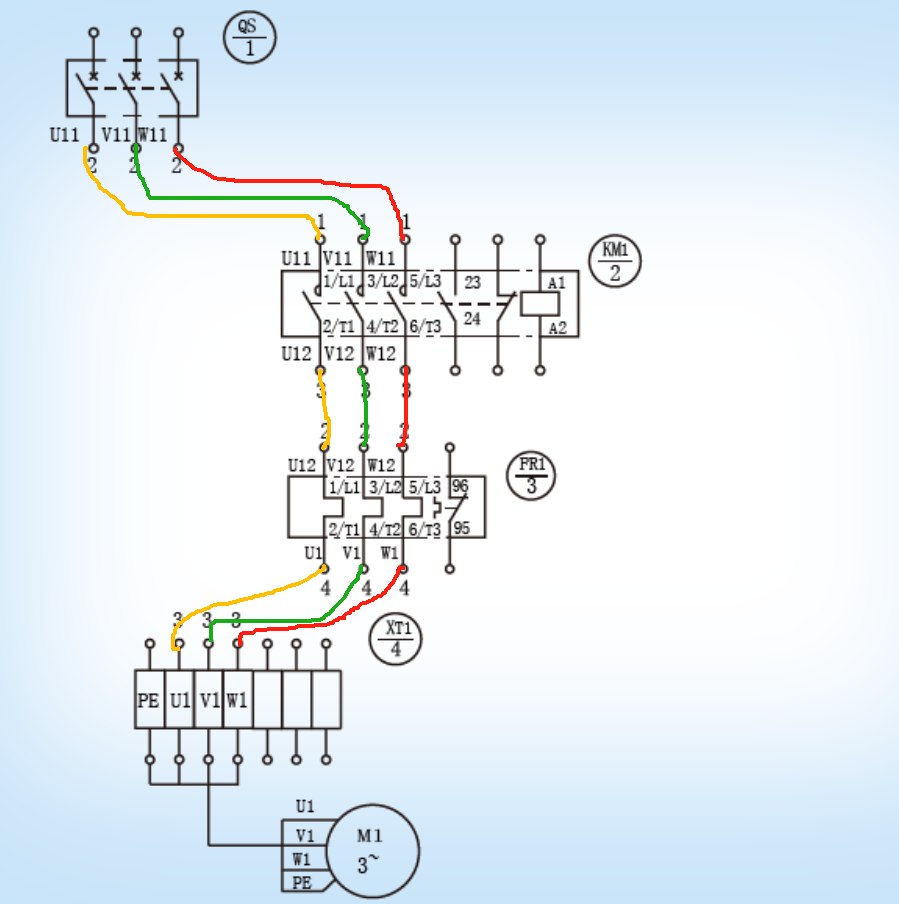 QS
1
U11 V11 W11
2 2 2
1 1 1
U11 V11 W11
KM1
2
1/L1 3/L2 5/L3 23 A1
2/T1 4/T2 6/T3 24 A2
U12 V12 W12
3 3 3
2 2 2
U12 V12 W12
FR1
3
1/L1 3/L2 5/L3 96
2/T1 4/T2 6/T3 95
U1 V1 W1
4 4 4
3 3 3
XT1
4
PE U1 V1 W1
U1
V1
W1
PE
M1
3~